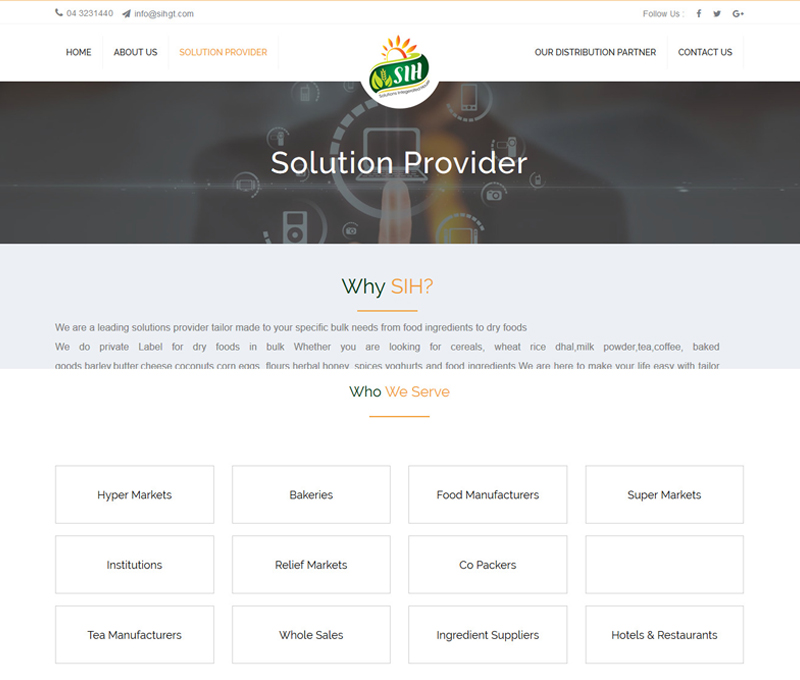 04 3231440 info@sihgt.com Follow Us :
HOME ABOUT US SOLUTION PROVIDER OUR DISTRIBUTION PARTNER CONTACT US
SIH
Solution Provider
Why SIH?
We are a leading solutions provider tailor made to your specific bulk needs from food ingredients to dry foods
We do private Label for dry foods in bulk Whether you are looking for cereals, wheat rice dhal,milk powder,tea,coffee, baked
goods,barley,butter,cheese,coconuts,corn,eggs, flours,herbal,honey, spices,yoghurts and food ingredients.We are here to make your life easy with tailor
Who We Serve
Hyper Markets Bakeries Food Manufacturers Super Markets
Institutions Relief Markets Co Packers
Tea Manufacturers Whole Sales Ingredient Suppliers Hotels & Restaurants